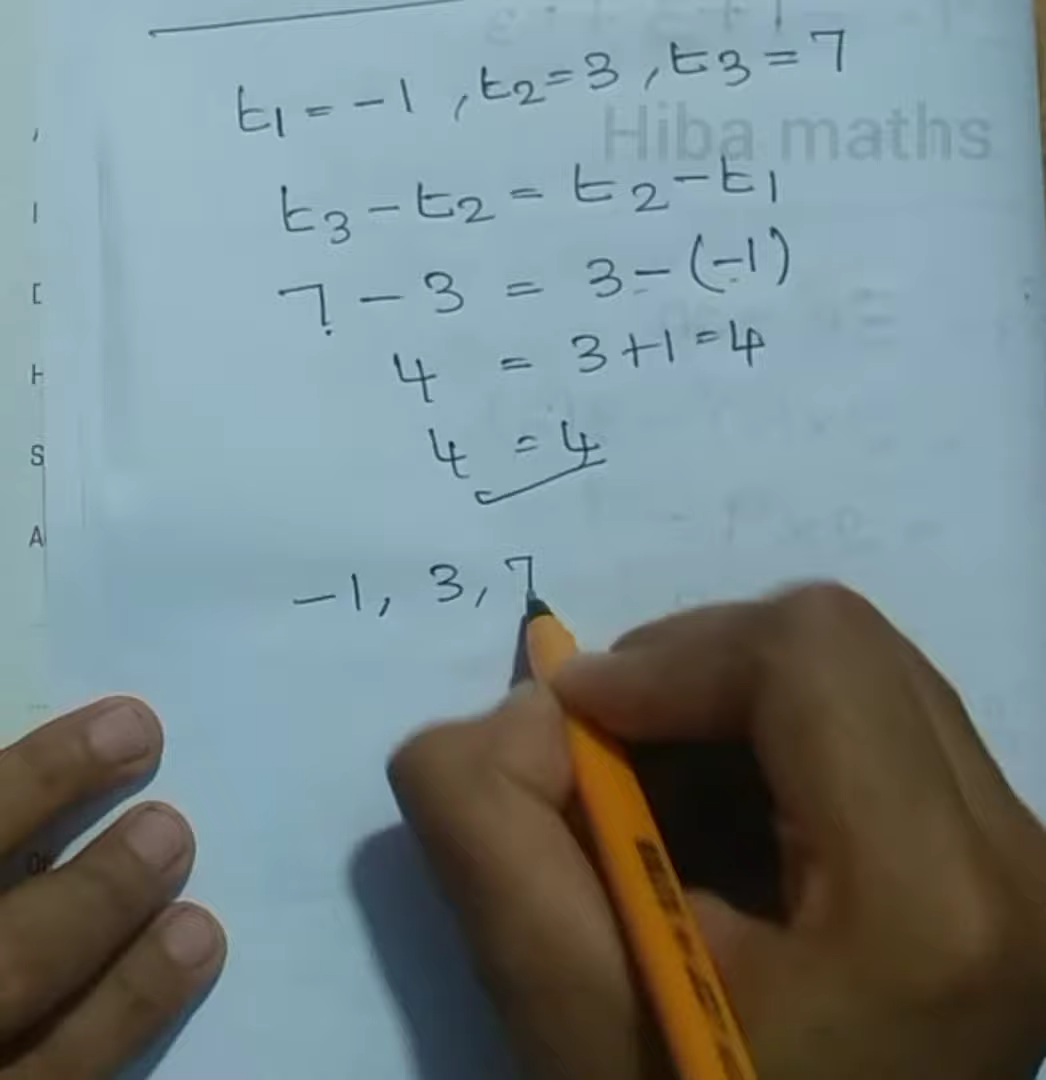 t1 = -1 , t2 = 3 , t3 = 7
Hiba maths
t3 - t2 = t2 - t1
7 - 3 = 3 - (-1)
4 = 3+1 = 4
4 = 4
-1, 3, 7